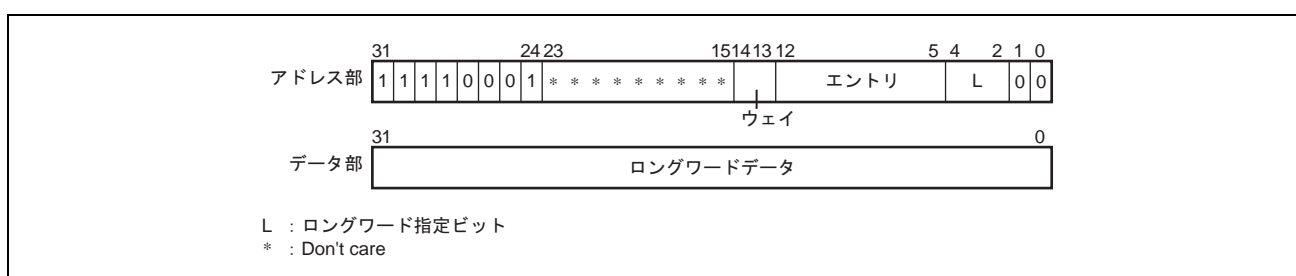 31 24 23 15 14 13 12 5 4 2 1 0
アドレス部 1 1 1 1 0 0 0 1 * * * * * * * * * エントリ L 0 0
ウェイ
31 0
データ部 ロングワードデータ
L : ロングワード指定ビット
* : Don't care